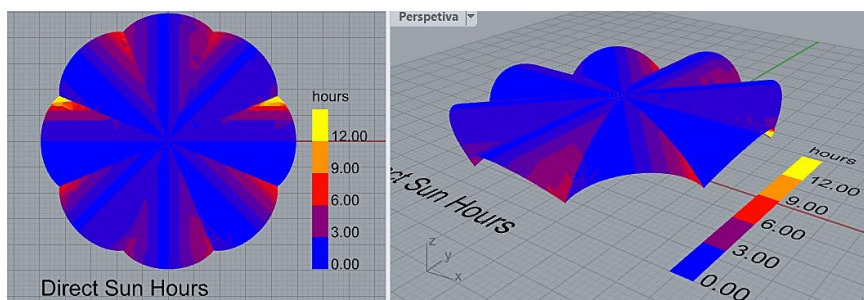 hours
12.00
9.00
6.00
3.00
0.00
Direct Sun Hours
Perspetiva
hours
12.00
9.00
6.00
3.00
0.00
ct Sun Hours
z
y
x